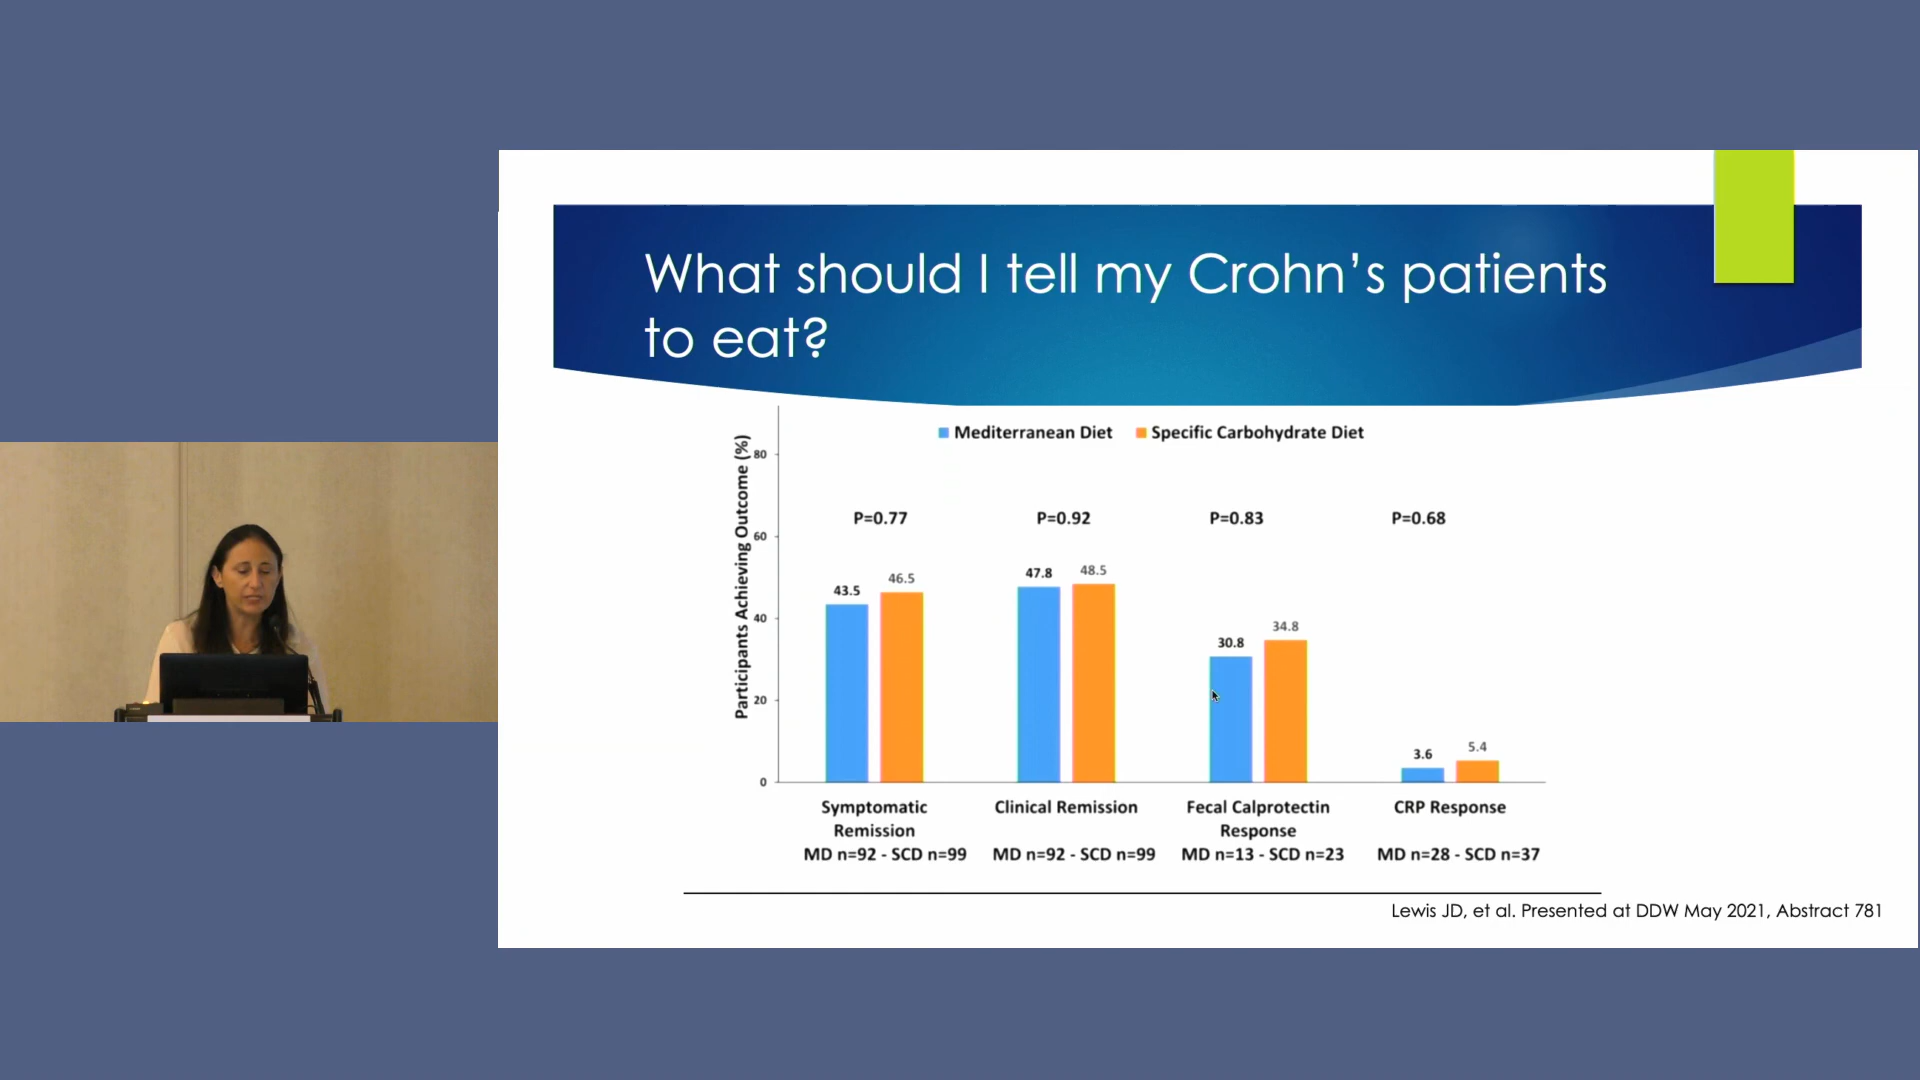 What should I tell my Crohn’s patients
to eat?
Mediterranean Diet Specific Carbohydrate Diet
Participants Achieving Outcome (%)
80
60
40
20
0
P=0.77 P=0.92 P=0.83 P=0.68
43.5 46.5 47.8 48.5 30.8 34.8 3.6 5.4
Symptomatic Clinical Remission Fecal Calprotectin CRP Response
Remission Response
MD n=92 - SCD n=99 MD n=92 - SCD n=99 MD n=13 - SCD n=23 MD n=28 - SCD n=37
Lewis JD, et al. Presented at DDW May 2021, Abstract 781